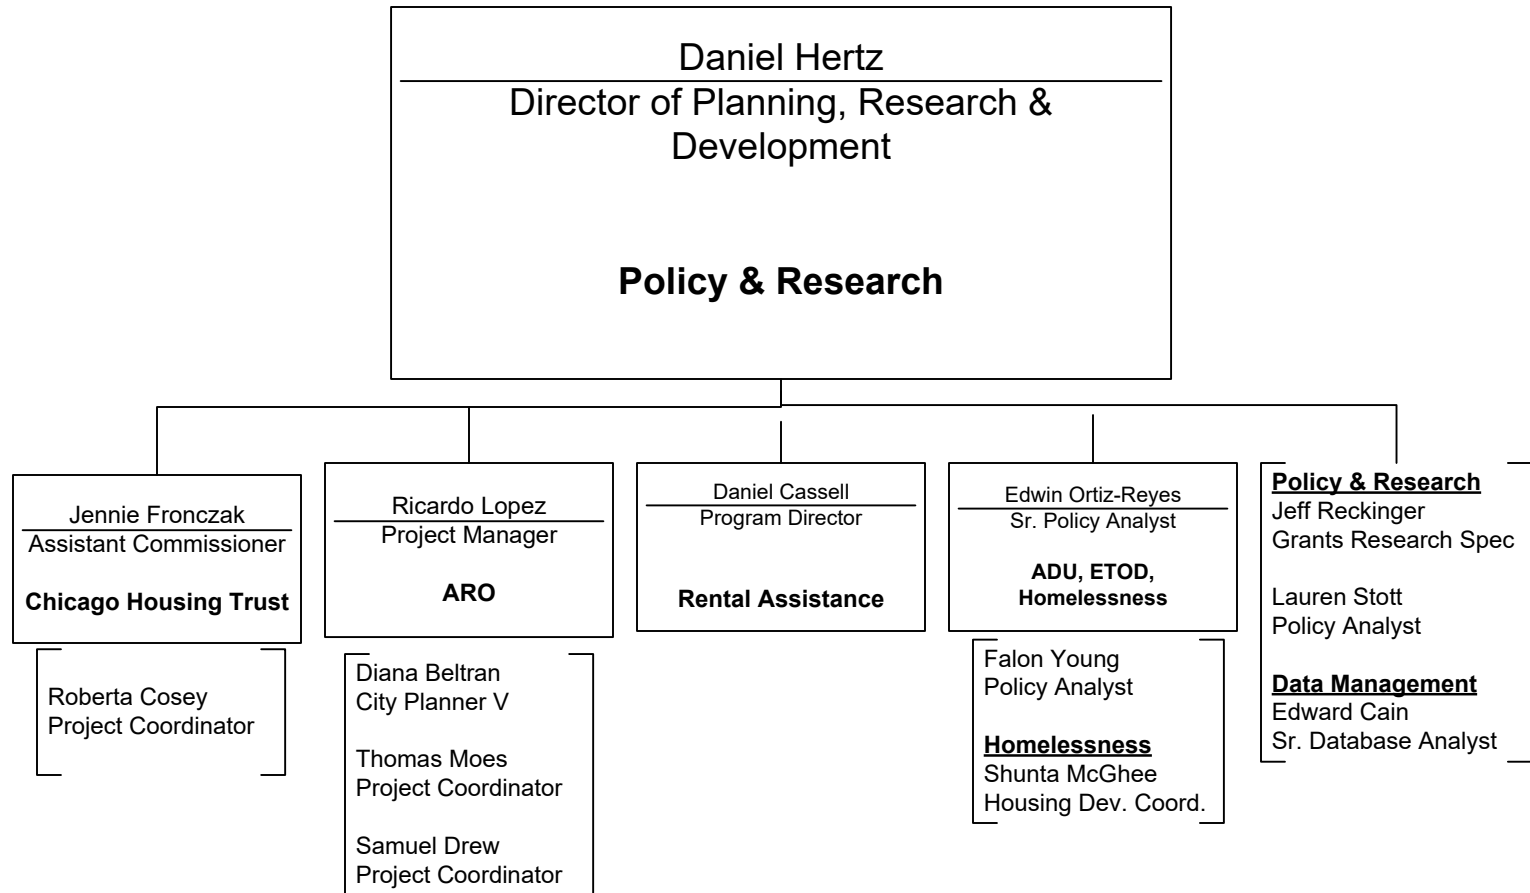 Daniel Hertz
Director of Planning, Research &
Development
Policy & Research
Jennie Fronczak
Assistant Commissioner
Chicago Housing Trust
Roberta Cosey
Project Coordinator
Ricardo Lopez
Project Manager
ARO
Diana Beltran
City Planner V
Thomas Moes
Project Coordinator
Samuel Drew
Project Coordinator
Daniel Cassell
Program Director
Rental Assistance
Edwin Ortiz-Reyes
Sr. Policy Analyst
ADU, ETOD,
Homelessness
Falon Young
Policy Analyst
Homelessness
Shunta McGhee
Housing Dev. Coord.
Policy & Research
Jeff Reckinger
Grants Research Spec
Lauren Stott
Policy Analyst
Data Management
Edward Cain
Sr. Database Analyst